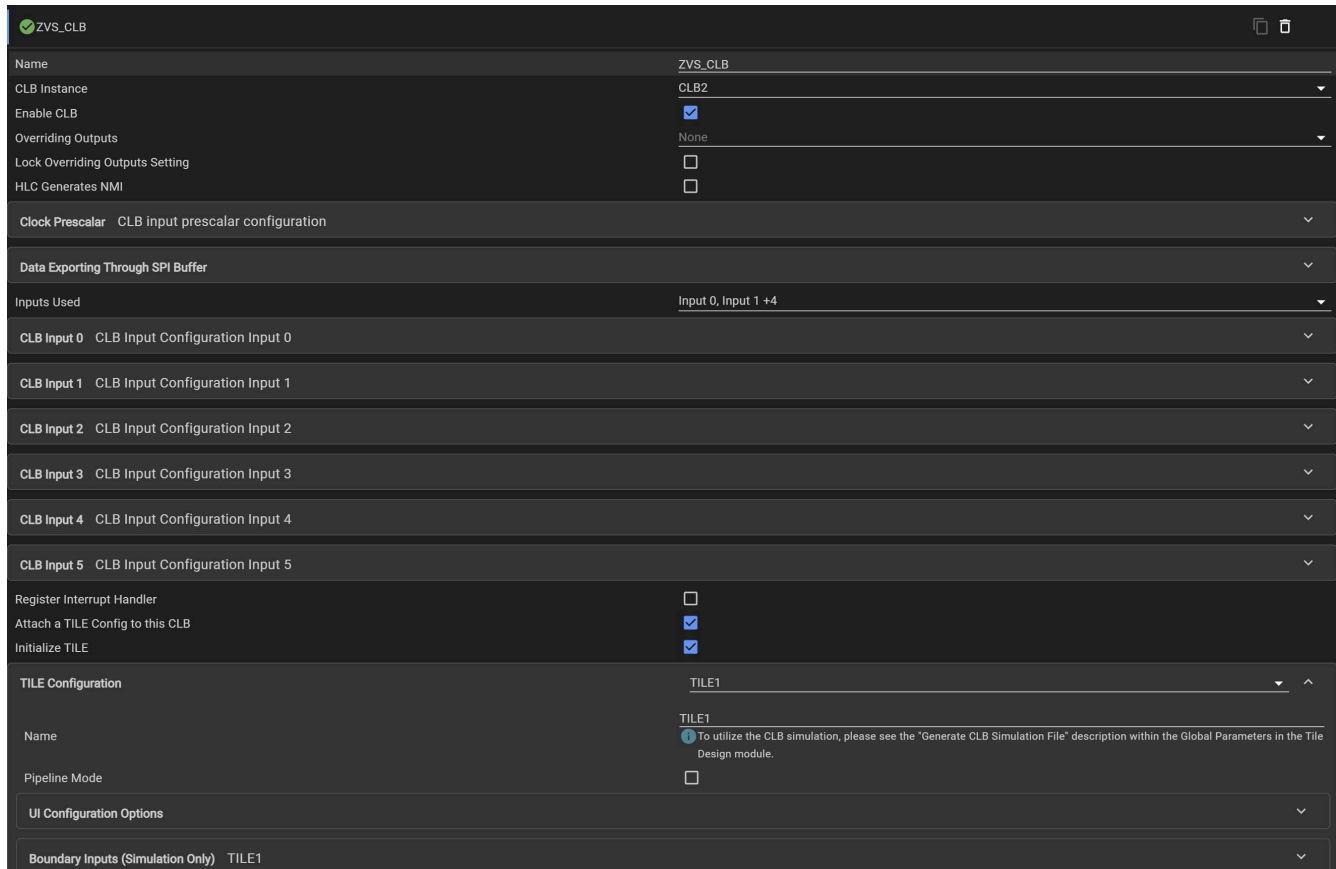 ZVS_CLB
Name ZVS_CLB
CLB Instance CLB2
Enable CLB
Overriding Outputs None
Lock Overriding Outputs Setting
HLC Generates NMI
Clock Prescalar CLB input prescalar configuration
Data Exporting Through SPI Buffer
Inputs Used Input 0, Input 1 +4
CLB Input 0 CLB Input Configuration Input 0
CLB Input 1 CLB Input Configuration Input 1
CLB Input 2 CLB Input Configuration Input 2
CLB Input 3 CLB Input Configuration Input 3
CLB Input 4 CLB Input Configuration Input 4
CLB Input 5 CLB Input Configuration Input 5
Register Interrupt Handler
Attach a TILE Config to this CLB
Initialize TILE
TILE Configuration TILE1
Name TILE1
To utilize the CLB simulation, please see the "Generate CLB Simulation File" description within the Global Parameters in the Tile
Design module.
Pipeline Mode
UI Configuration Options
Boundary Inputs (Simulation Only) TILE1